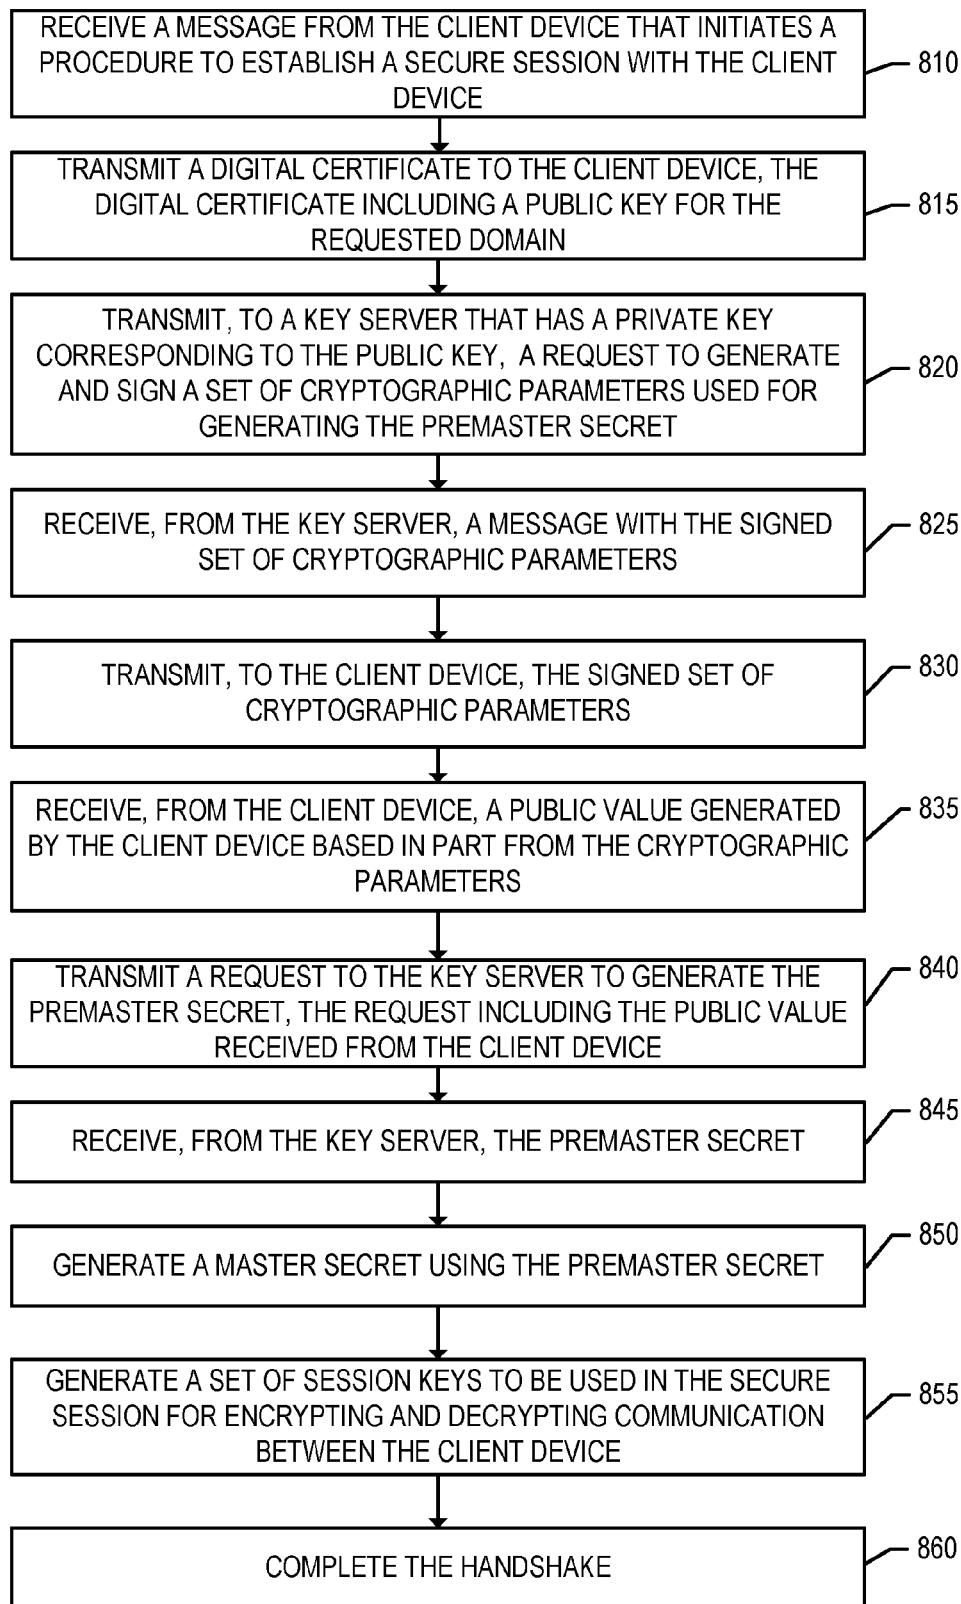 RECEIVE A MESSAGE FROM THE CLIENT DEVICE THAT INITIATES A
PROCEDURE TO ESTABLISH A SECURE SESSION WITH THE CLIENT
DEVICE
810
TRANSMIT A DIGITAL CERTIFICATE TO THE CLIENT DEVICE, THE
DIGITAL CERTIFICATE INCLUDING A PUBLIC KEY FOR THE
REQUESTED DOMAIN
815
TRANSMIT, TO A KEY SERVER THAT HAS A PRIVATE KEY
CORRESPONDING TO THE PUBLIC KEY, A REQUEST TO GENERATE
AND SIGN A SET OF CRYPTOGRAPHIC PARAMETERS USED FOR
GENERATING THE PREMASTER SECRET
820
RECEIVE, FROM THE KEY SERVER, A MESSAGE WITH THE SIGNED
SET OF CRYPTOGRAPHIC PARAMETERS
825
TRANSMIT, TO THE CLIENT DEVICE, THE SIGNED SET OF
CRYPTOGRAPHIC PARAMETERS
830
RECEIVE, FROM THE CLIENT DEVICE, A PUBLIC VALUE GENERATED
BY THE CLIENT DEVICE BASED IN PART FROM THE CRYPTOGRAPHIC
PARAMETERS
835
TRANSMIT A REQUEST TO THE KEY SERVER TO GENERATE THE
PREMASTER SECRET, THE REQUEST INCLUDING THE PUBLIC VALUE
RECEIVED FROM THE CLIENT DEVICE
840
RECEIVE, FROM THE KEY SERVER, THE PREMASTER SECRET
845
GENERATE A MASTER SECRET USING THE PREMASTER SECRET
850
GENERATE A SET OF SESSION KEYS TO BE USED IN THE SECURE
SESSION FOR ENCRYPTING AND DECRYPTING COMMUNICATION
BETWEEN THE CLIENT DEVICE
855
COMPLETE THE HANDSHAKE
860